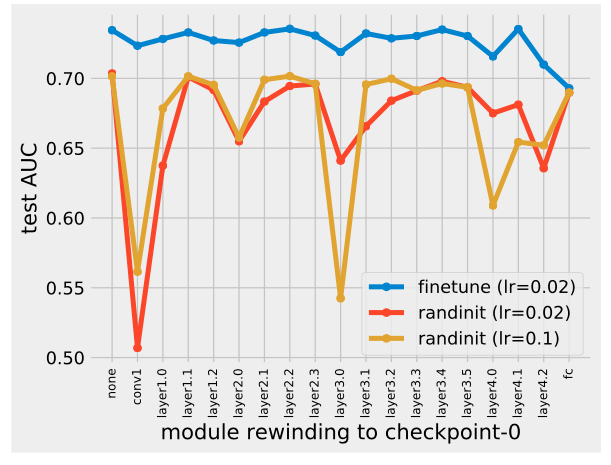 0.70
0.65
0.60
0.55
0.50
test AUC
finetune (lr=0.02)
randinit (lr=0.02)
randinit (lr=0.1)
none
conv1
layer1.0
layer1.1
layer1.2
layer2.0
layer2.1
layer2.2
layer2.3
layer3.0
layer3.1
layer3.2
layer3.3
layer3.4
layer3.5
layer4.0
layer4.1
layer4.2
fc
module rewinding to checkpoint-0